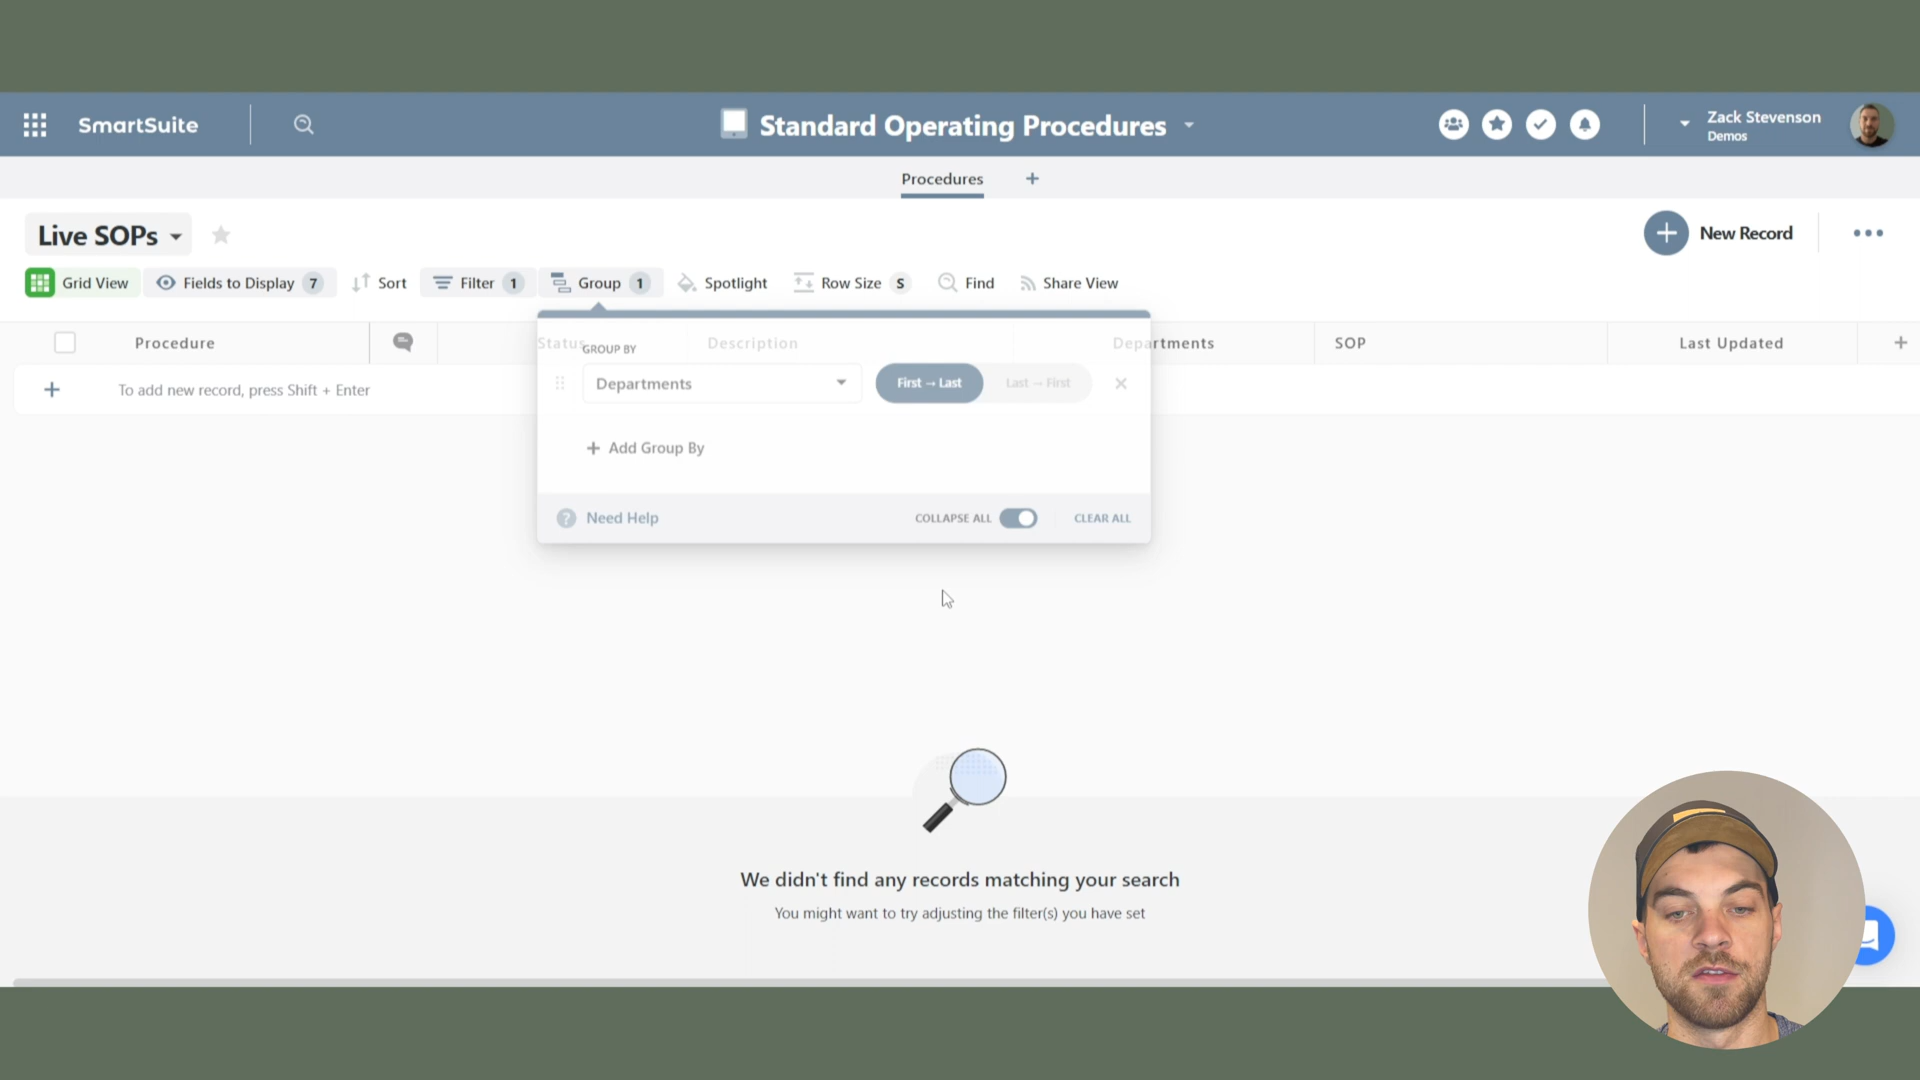 SmartSuite
Standard Operating Procedures
Zack Stevenson
Demos
Procedures
Live SOPs
New Record
Grid View
Fields to Display 7
Sort
Filter 1
Group 1
Spotlight
Row Size S
Find
Share View
Procedure
Status
Description
Departments
SOP
Last Updated
GROUP BY
To add new record, press Shift + Enter
Departments
First → Last
Last → First
Add Group By
Need Help
COLLAPSE ALL
CLEAR ALL
We didn't find any records matching your search
You might want to try adjusting the filter(s) you have set